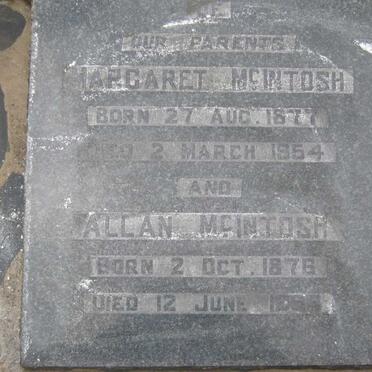 OUR PARENTS
MARGARET McINTOSH
BORN 27 AUG. 1877
DIED 2 MARCH 1954
AND
ALLAN McINTOSH
BORN 2 OCT. 1876
DIED 12 JUNE